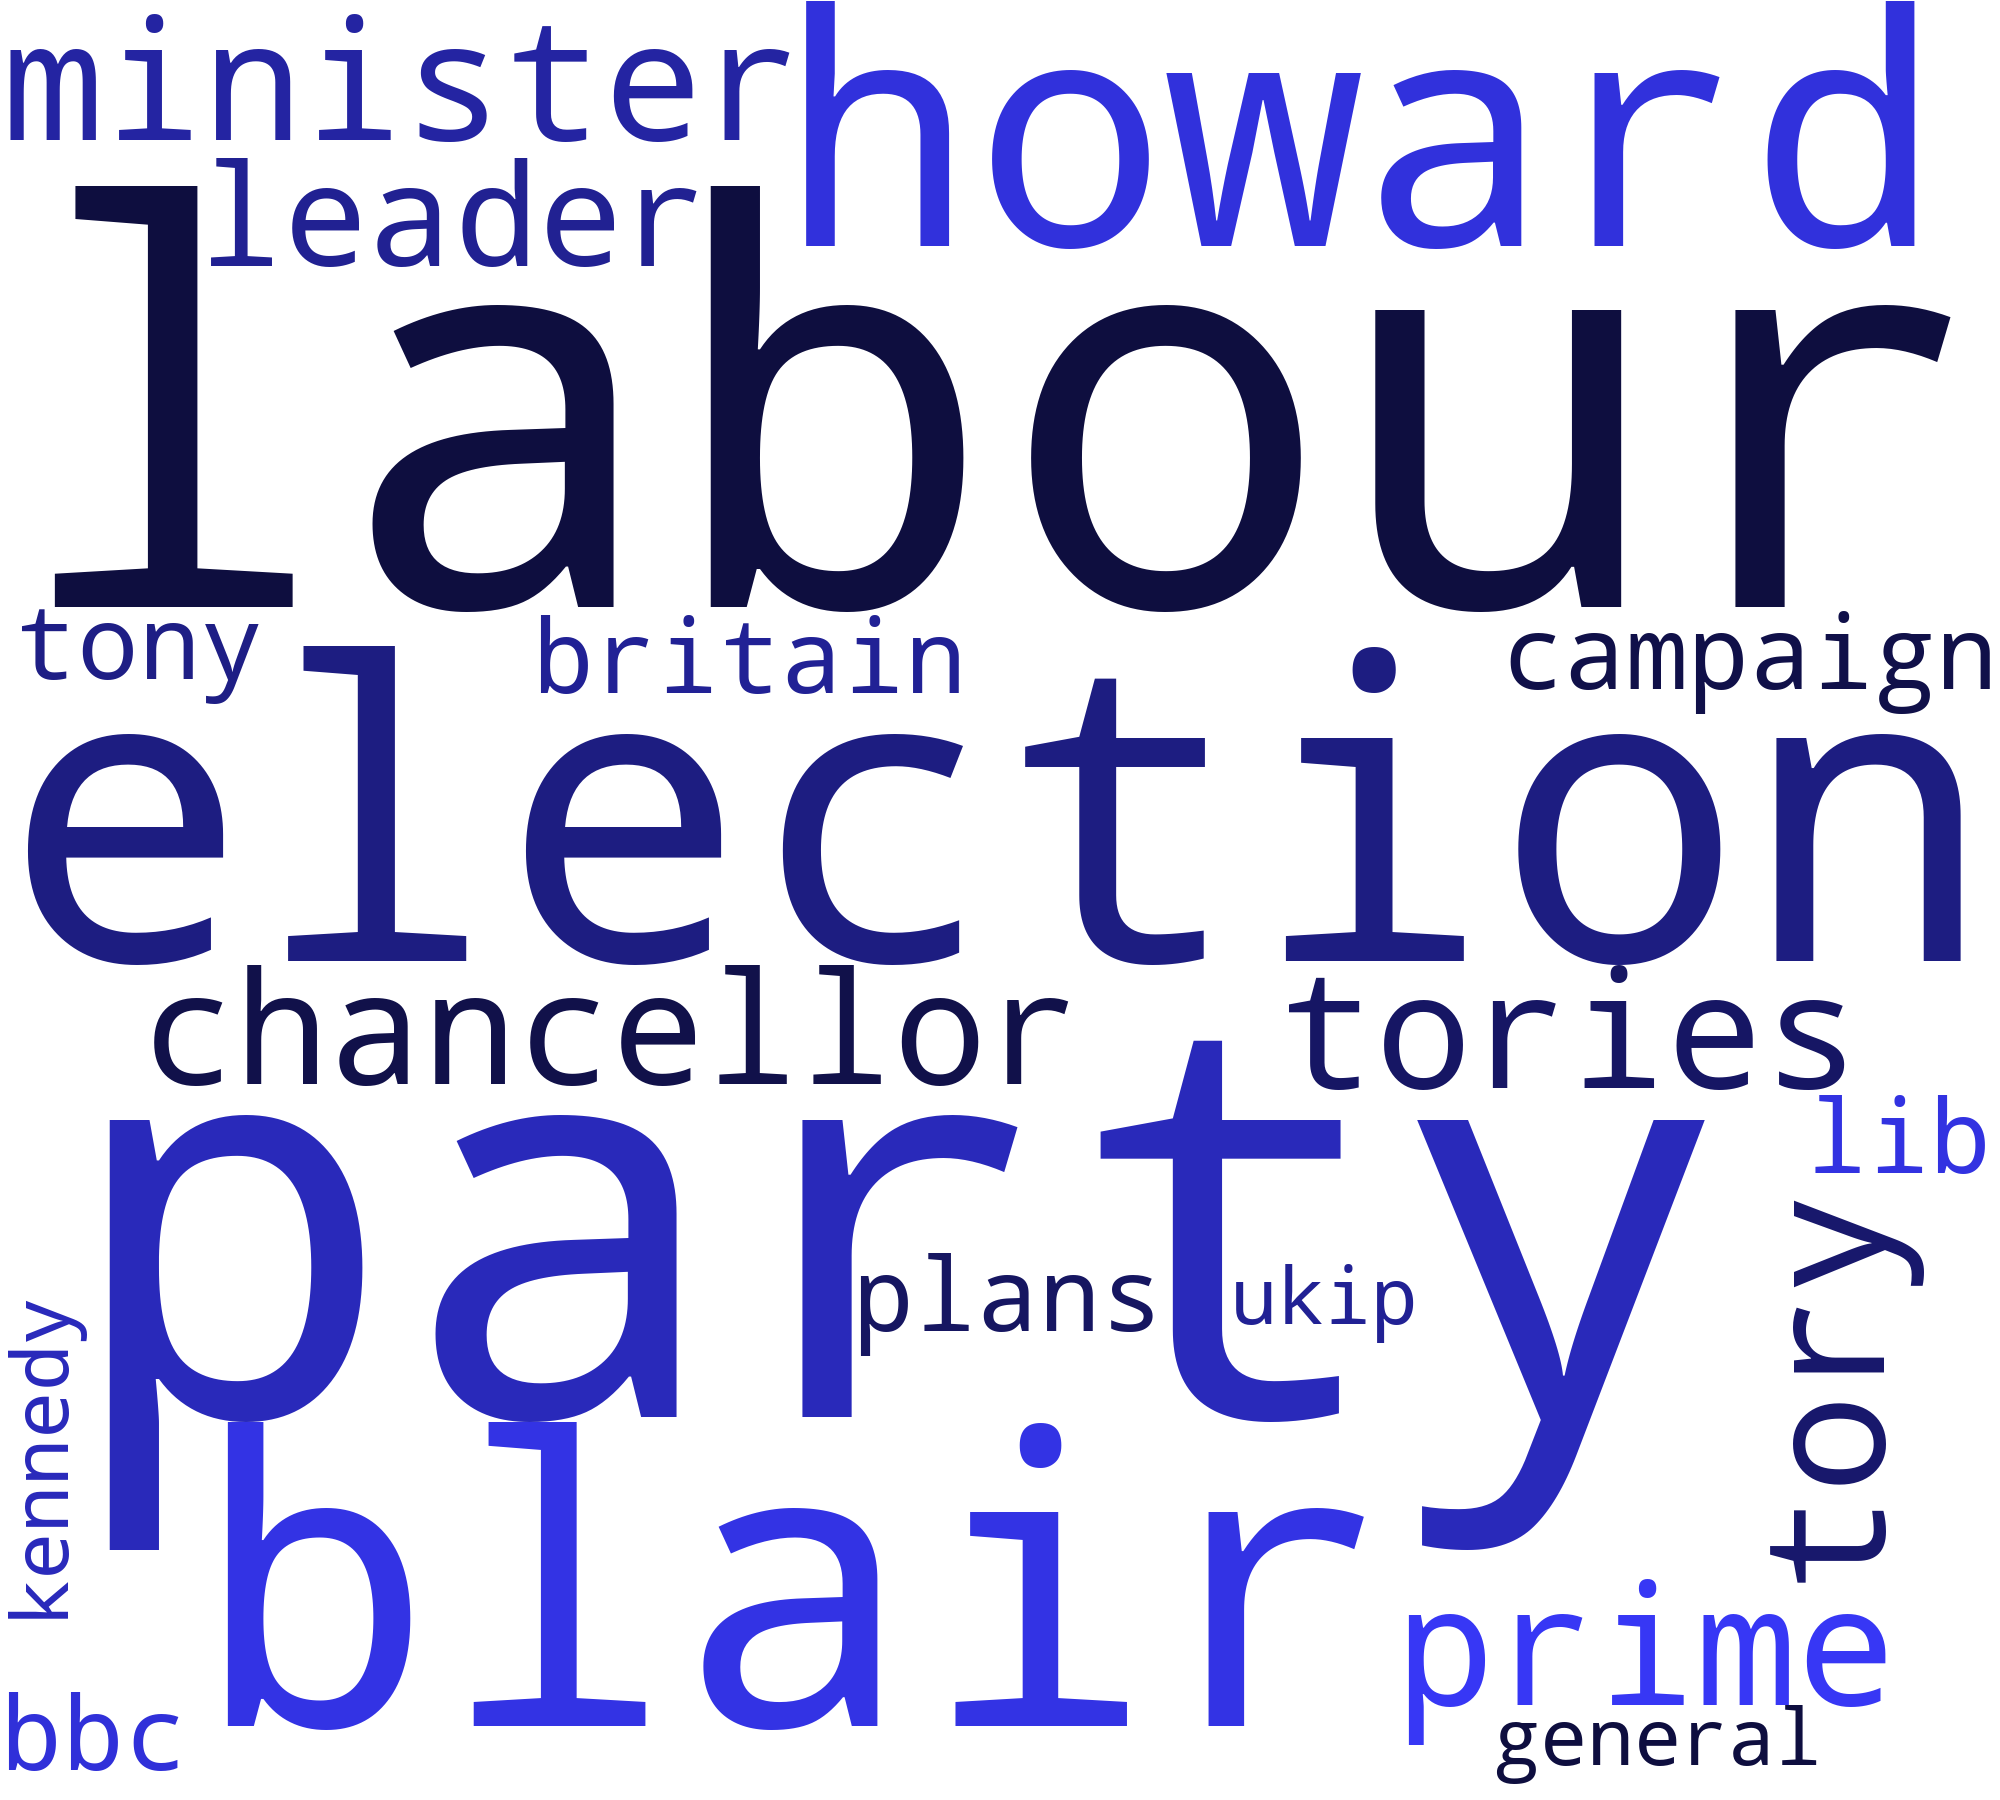 minister
howard
leader
labour
tony
britain
campaign
election
chancellor
tories
party
lib
plans
ukip
tory
kennedy
blair
prime
bbc
general